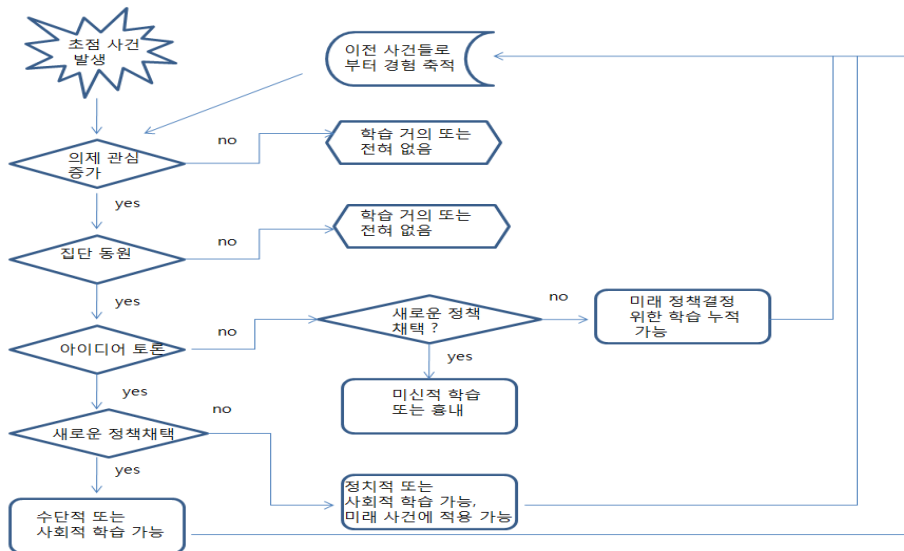 초점 사건
발생
이전 사건들로
부터 경험 축적
의제 관심
증가
no
학습 거의 또는
전혀 없음
yes
집단 동원
no
학습 거의 또는
전혀 없음
yes
아이디어 토론
no
새로운 정책
채택 ?
no
미래 정책결정
위한 학습 누적
가능
yes
미신적 학습
또는 흉내
yes
새로운 정책채택
no
정치적 또는
사회적 학습 가능,
미래 사건에 적용 가능
yes
수단적 또는
사회적 학습 가능